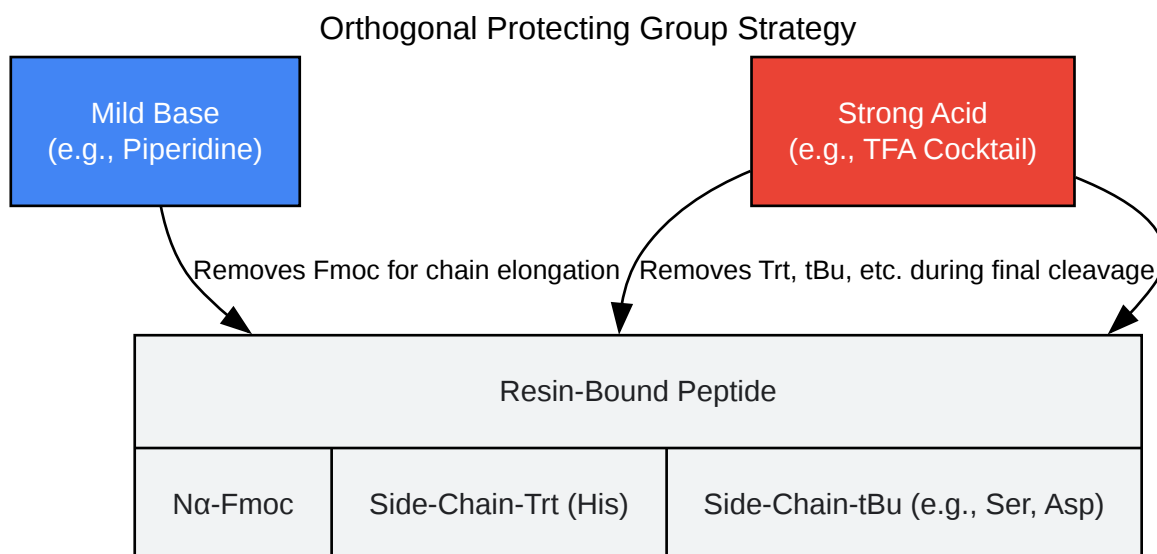 Orthogonal Protecting Group Strategy
Mild Base
(e.g., Piperidine)
Strong Acid
(e.g., TFA Cocktail)
Removes Fmoc for chain elongation
Removes Trt, tBu, etc. during final cleavage
Resin-Bound Peptide
Nα-Fmoc
Side-Chain-Trt (His)
Side-Chain-tBu (e.g., Ser, Asp)